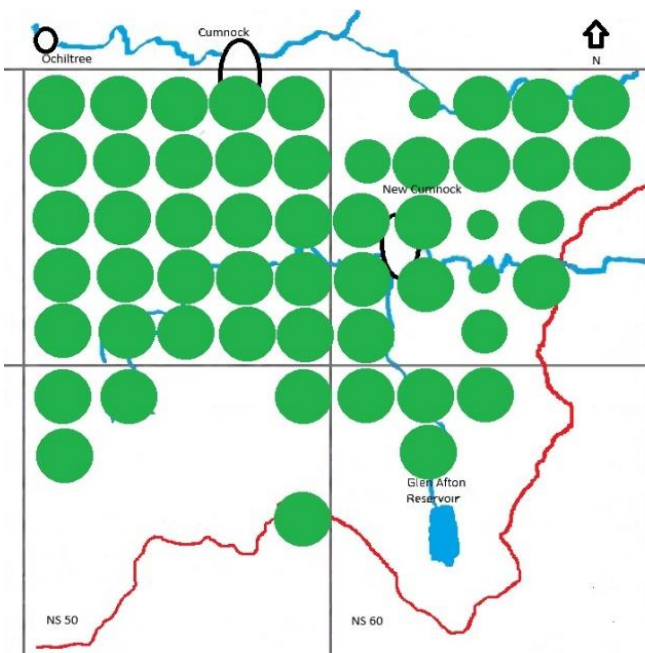 Cumnock
Ochiltree
N
New Cumnock
Glen Afton
Reservoir
NS 50
NS 60